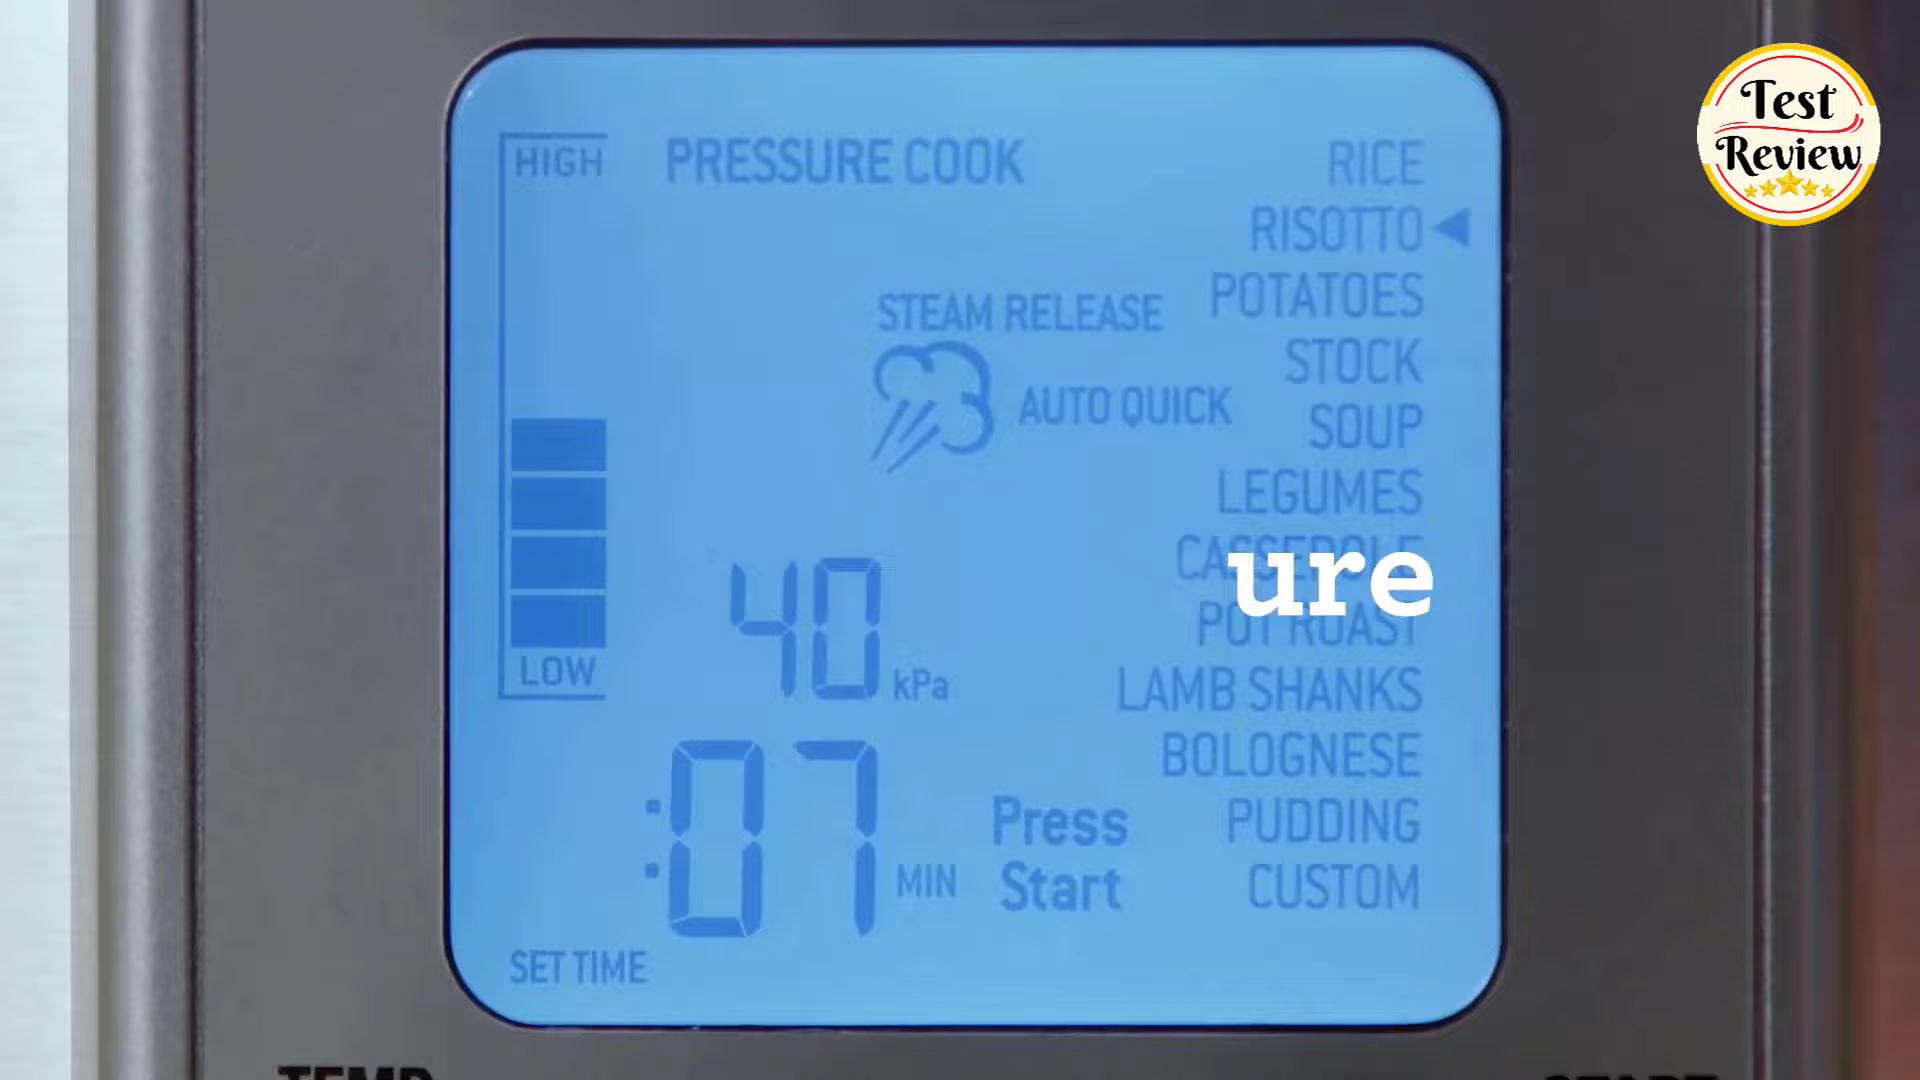 HIGH
PRESSURE COOK
RICE
RISOTTO
POTATOES
STEAM RELEASE
STOCK
AUTO QUICK
SOUP
LEGUMES
CASSEROLE
ure
POT ROAST
40 kPa
LOW
LAMB SHANKS
BOLOGNESE
PUDDING
CUSTOM
:07 MIN
Press
Start
SET TIME
TEMP
START
Test
Review